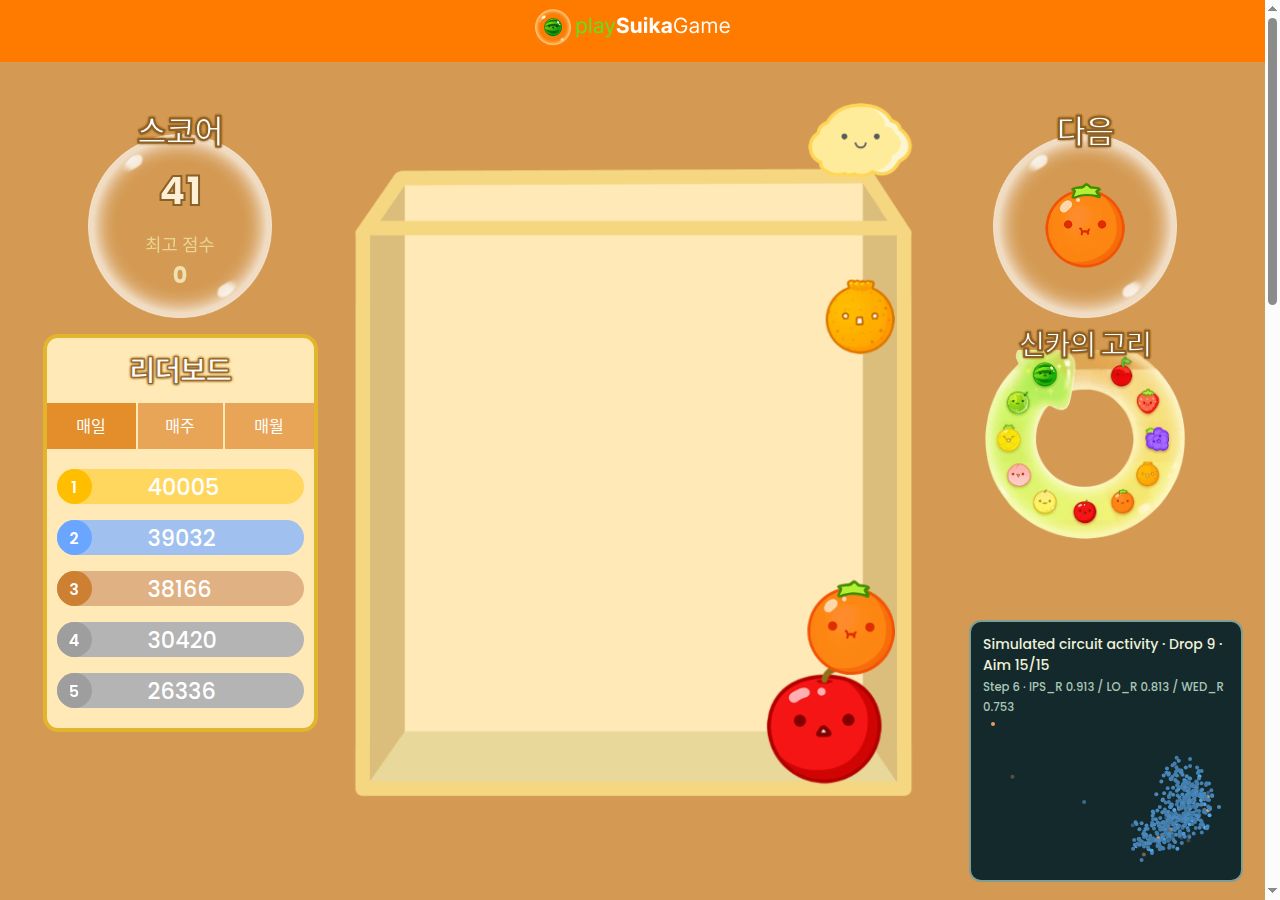 playSuikaGame
스코어
41
최고 점수
0
리더보드
매일 매주 매월
1 40005
2 39032
3 38166
4 30420
5 26336
다음
신카의 고리
Simulated circuit activity · Drop 9 ·
Aim 15/15
Step 6 · IPS_R 0.913 / LO_R 0.813 / WED_R
0.753